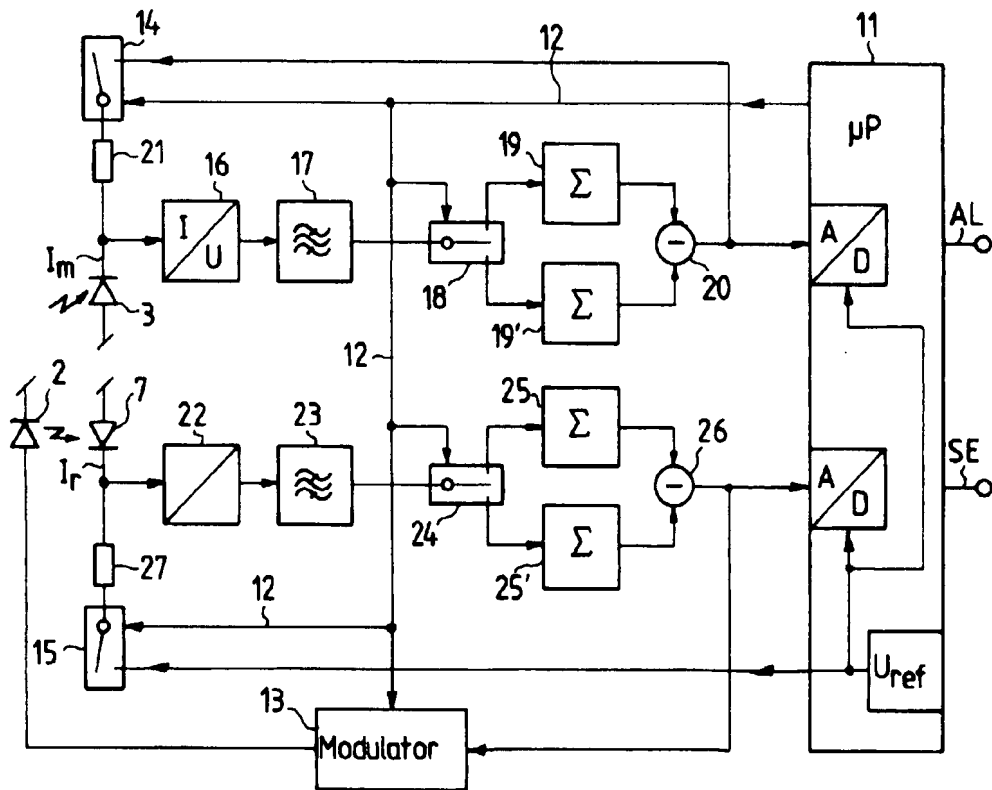 14
12
11
µP
21
16
17
19
Σ
I
U
A
D
AL
Im
18
20
3
Σ
19'
12
2
7
22
23
25
Σ
26
A
D
SE
Ir
24
27
Σ
25'
12
15
Uref
13
Modulator